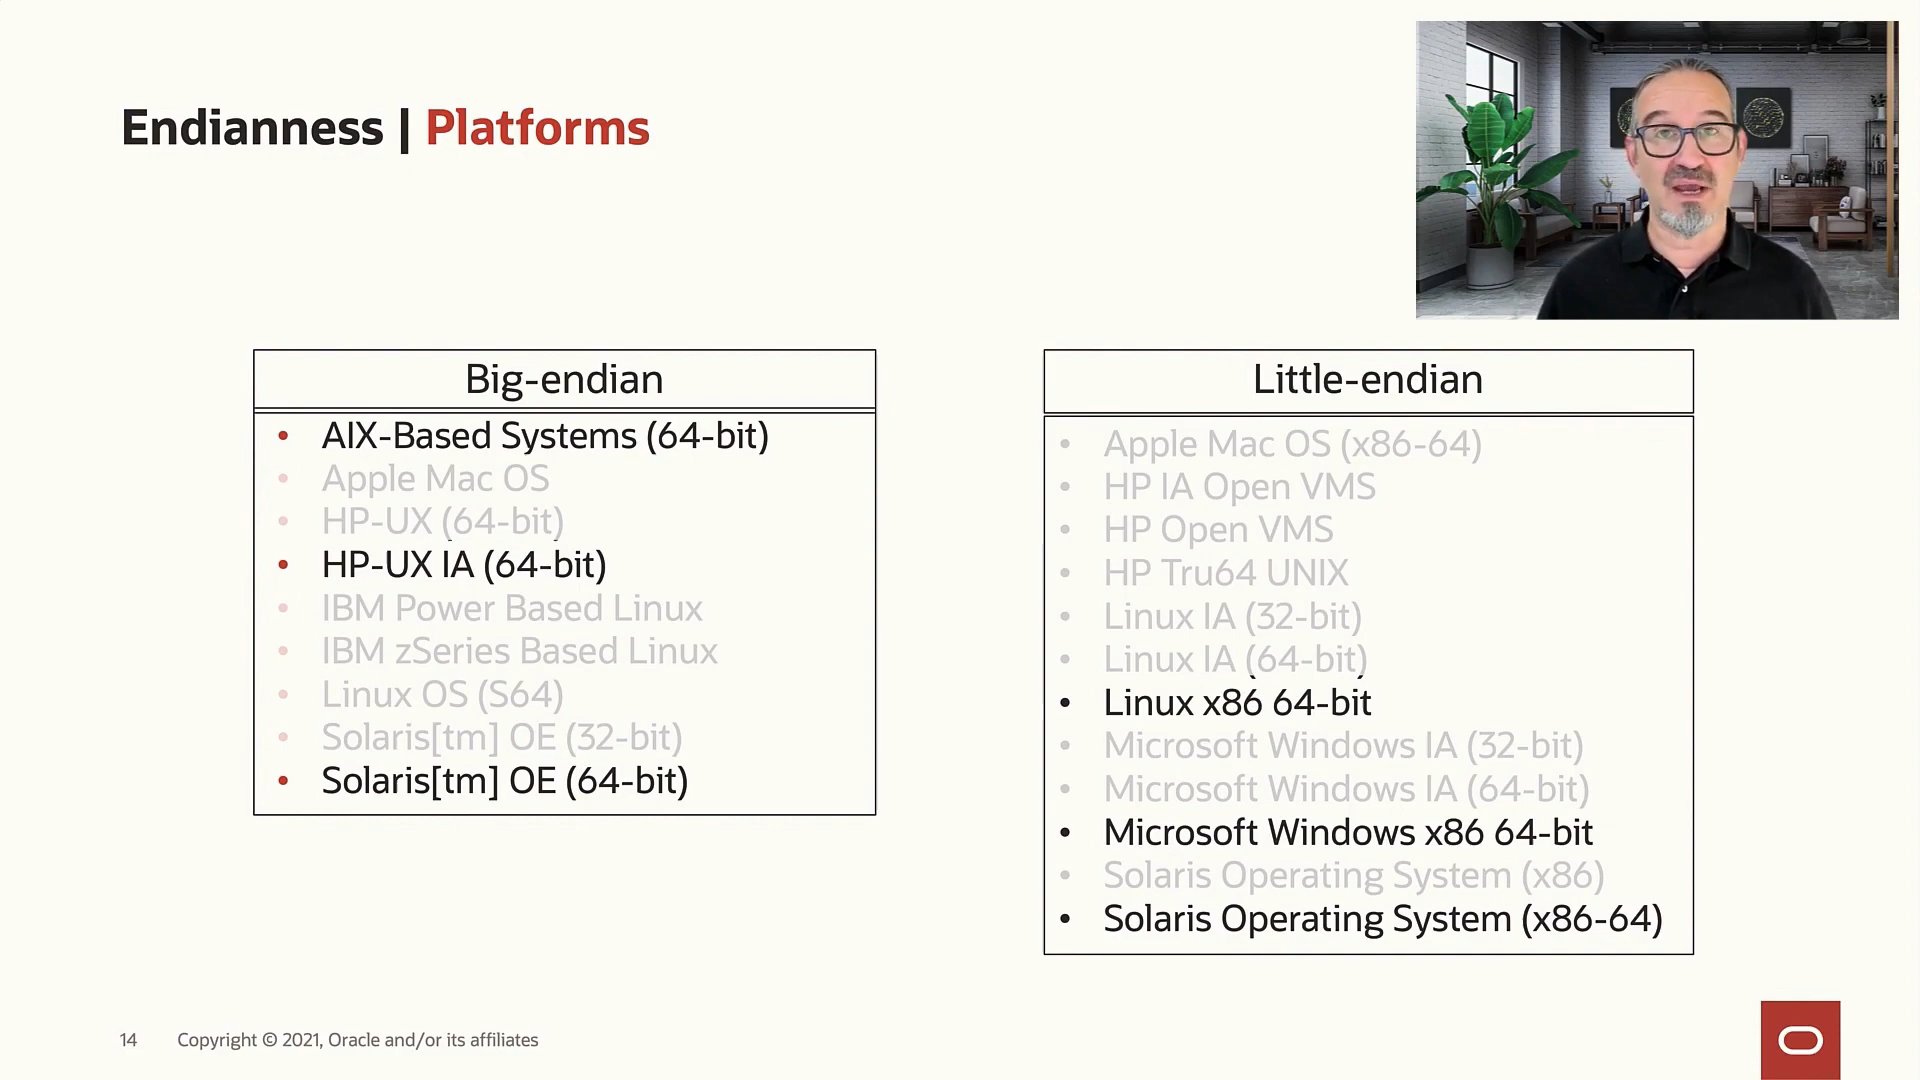 Endianness | Platforms
Big-endian
• AIX-Based Systems (64-bit)
• Apple Mac OS
• HP-UX (64-bit)
• HP-UX IA (64-bit)
• IBM Power Based Linux
• IBM zSeries Based Linux
• Linux OS (S64)
• Solaris[tm] OE (32-bit)
• Solaris[tm] OE (64-bit)
Little-endian
• Apple Mac OS (x86-64)
• HP IA Open VMS
• HP Open VMS
• HP Tru64 UNIX
• Linux IA (32-bit)
• Linux IA (64-bit)
• Linux x86 64-bit
• Microsoft Windows IA (32-bit)
• Microsoft Windows IA (64-bit)
• Microsoft Windows x86 64-bit
• Solaris Operating System (x86)
• Solaris Operating System (x86-64)
14 Copyright © 2021, Oracle and/or its affiliates